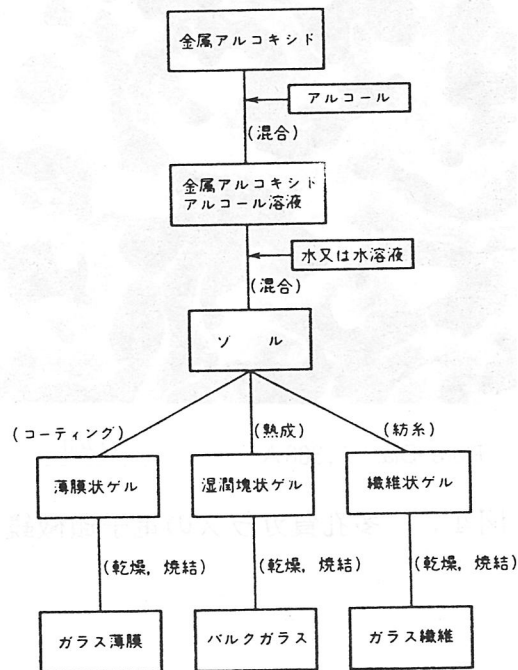 金属アルコキシド
アルコール
(混合)
金属アルコキシド
アルコール溶液
水又は水溶液
(混合)
ゾル
(コーティング)
(熟成)
(紡糸)
薄膜状ゲル
湿潤塊状ゲル
繊維状ゲル
(乾燥, 焼結)
(乾燥, 焼結)
(乾燥, 焼結)
ガラス薄膜
バルクガラス
ガラス繊維